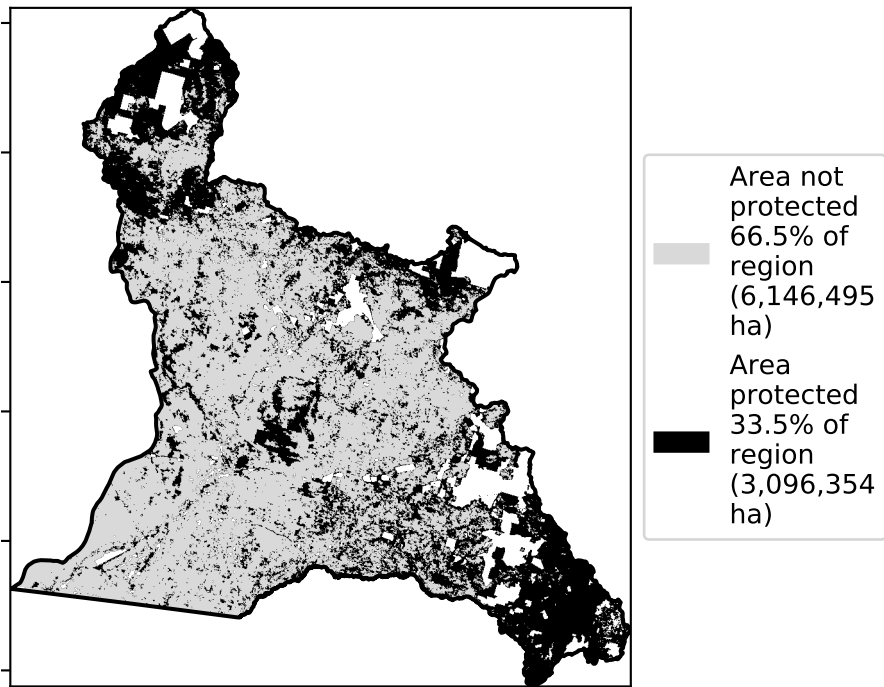 Area not
protected
66.5% of
region
(6,146,495
ha)
Area
protected
33.5% of
region
(3,096,354
ha)